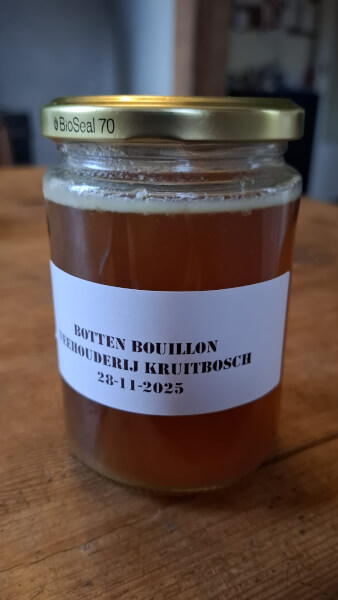 BioSeal 70
BOTTEN BOUILLON
VEEHOUDERIJ KRUITBOSCH
28-11-2025